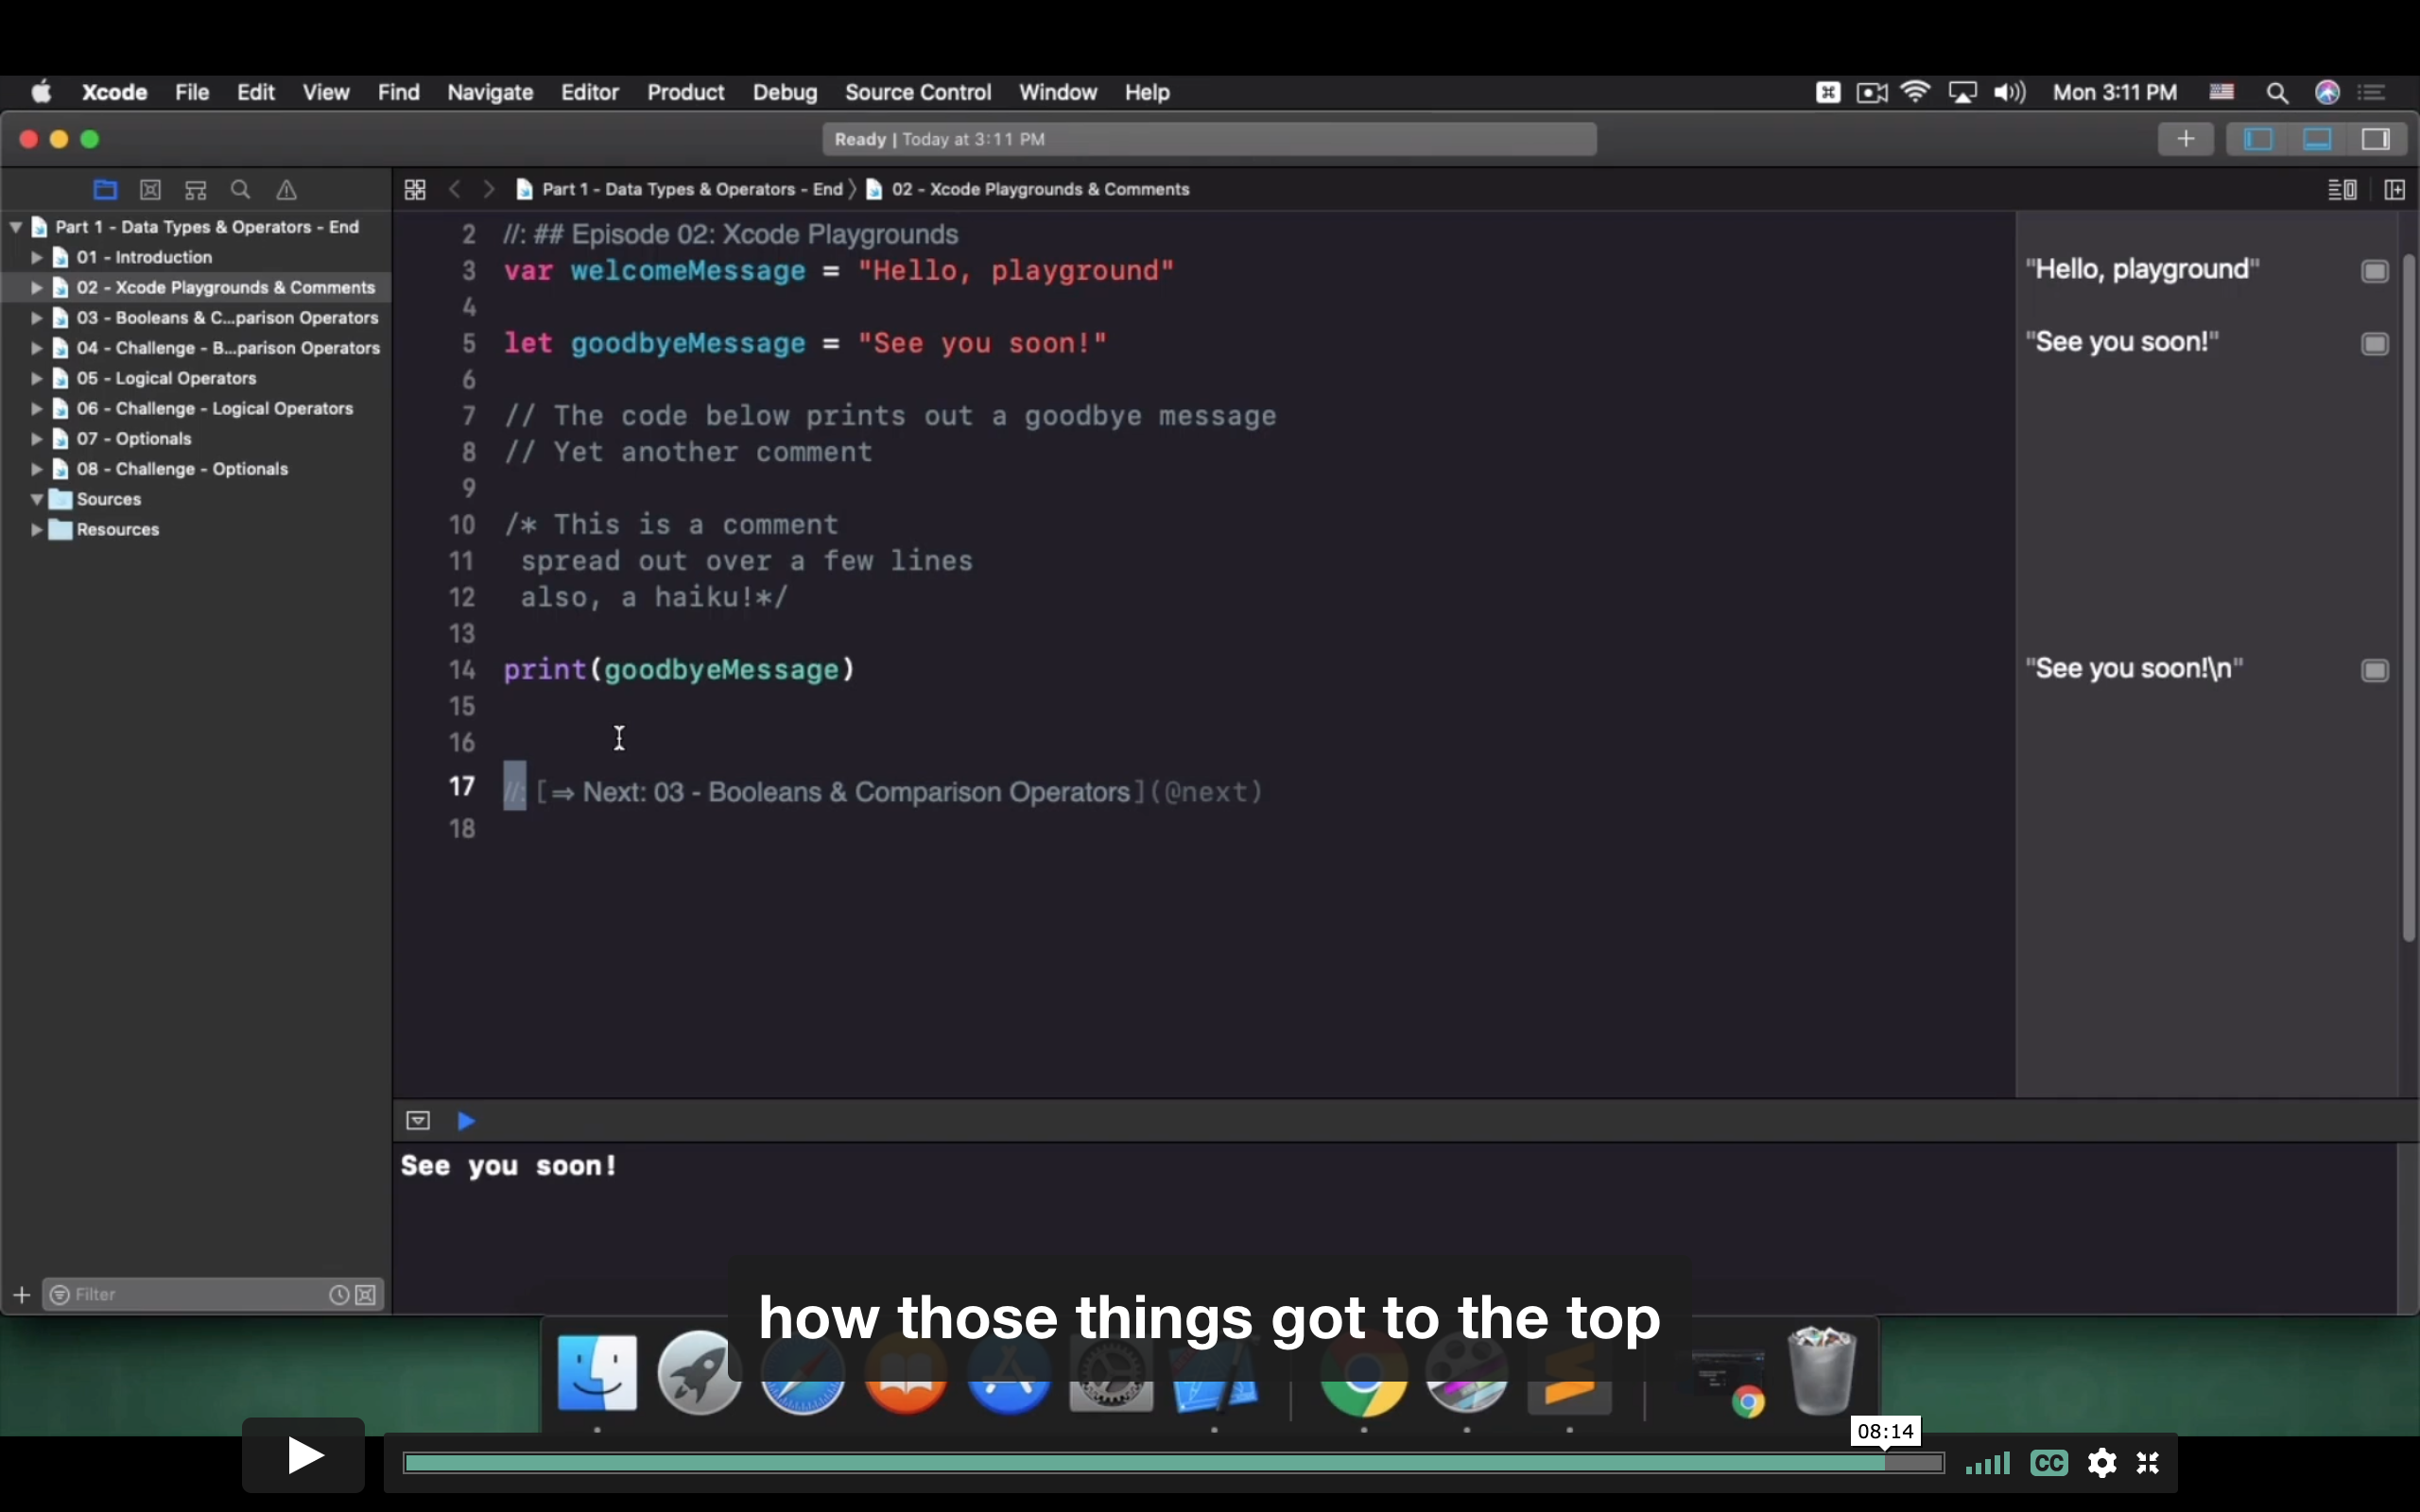 Xcode File Edit View Find Navigate Editor Product Debug Source Control Window Help Mon 3:11 PM
Ready | Today at 3:11 PM
Part 1 - Data Types & Operators - End 〉 02 - Xcode Playgrounds & Comments
Part 1 - Data Types & Operators - End
01 - Introduction
02 - Xcode Playgrounds & Comments
03 - Booleans & C...parison Operators
04 - Challenge - B...parison Operators
05 - Logical Operators
06 - Challenge - Logical Operators
07 - Optionals
08 - Challenge - Optionals
Sources
Resources
Filter
2 //: ## Episode 02: Xcode Playgrounds
3 var welcomeMessage = "Hello, playground"
4
5 let goodbyeMessage = "See you soon!"
6
7 // The code below prints out a goodbye message
8 // Yet another comment
9
10 /* This is a comment
11 spread out over a few lines
12 also, a haiku!*/
13
14 print(goodbyeMessage)
15
16
17 //: [⇒ Next: 03 - Booleans & Comparison Operators](@next)
18
"Hello, playground"
"See you soon!"
"See you soon!\n"
See you soon!
how those things got to the top
08:14
CC